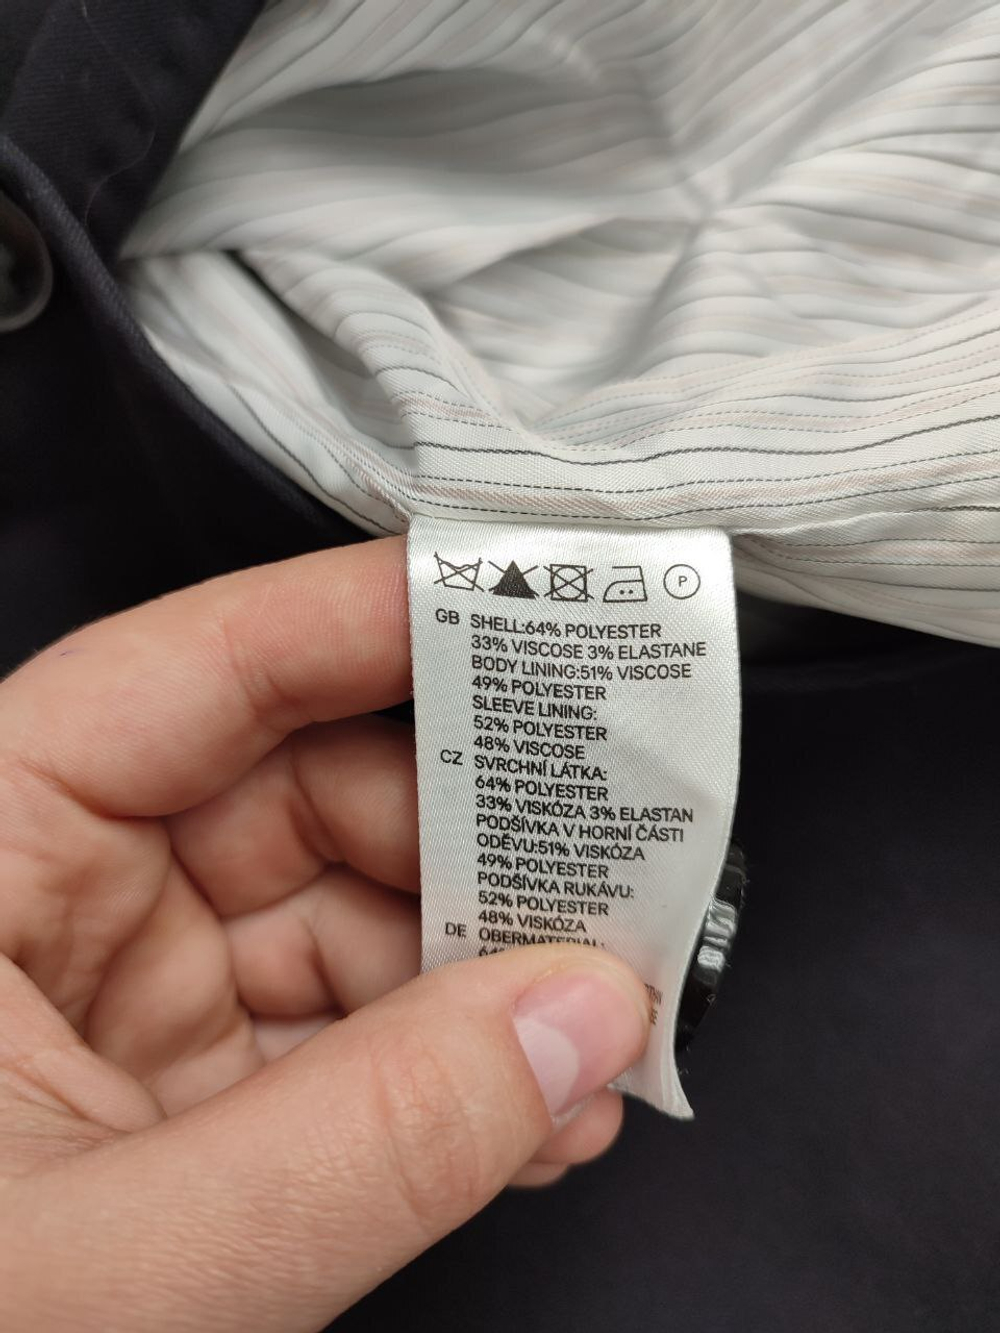 P
GB SHELL:64% POLYESTER
33% VISCOSE 3% ELASTANE
BODY LINING:51% VISCOSE
49% POLYESTER
SLEEVE LINING:
52% POLYESTER
48% VISCOSE
CZ SVRCHNÍ LÁTKA:
64% POLYESTER
33% VISKÓZA 3% ELASTAN
PODŠÍVKA V HORNÍ ČÁSTI
ODĚVU:51% VISKÓZA
49% POLYESTER
PODŠÍVKA RUKÁVU:
52% POLYESTER
48% VISKÓZA
DE OBERMATERIAL: